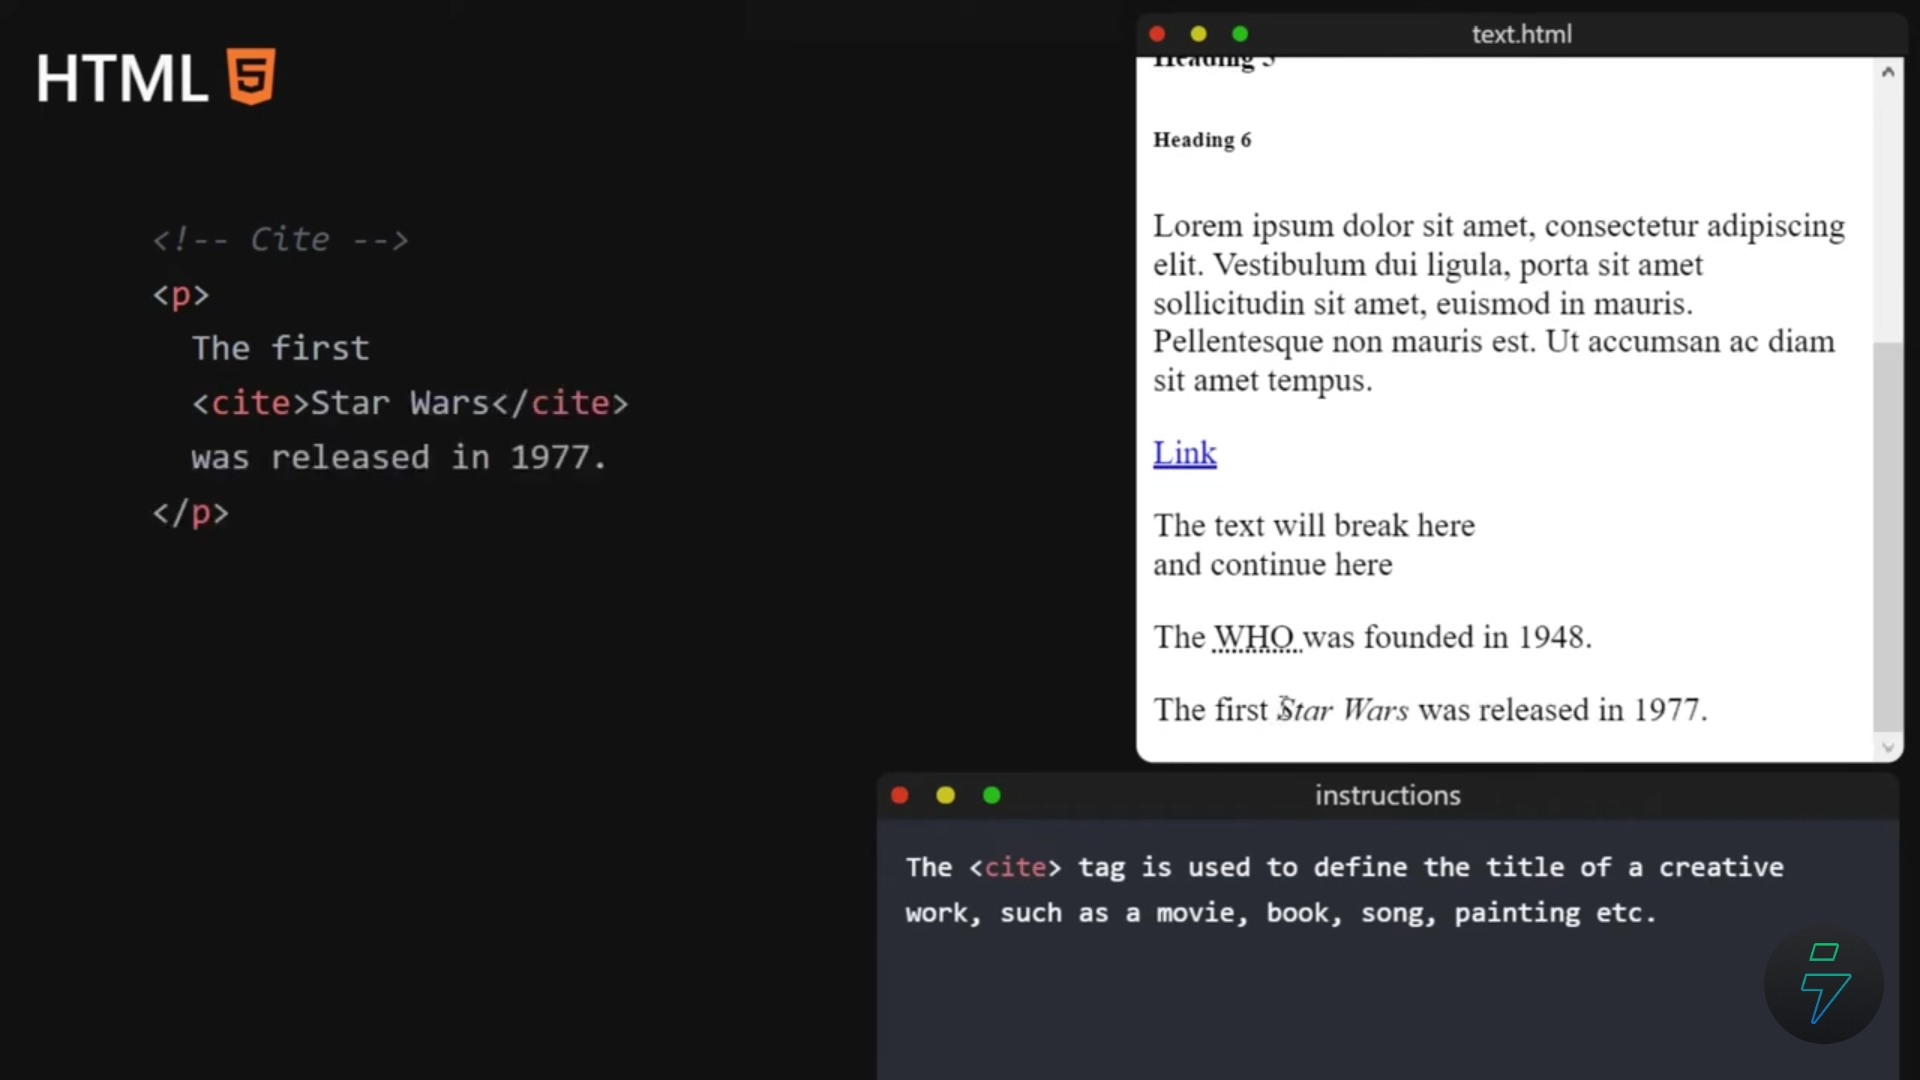 HTML 5
<!-- Cite -->
<p>
The first
<cite>Star Wars</cite>
was released in 1977.
</p>
text.html
Heading 5
Heading 6
Lorem ipsum dolor sit amet, consectetur adipiscing
elit. Vestibulum dui ligula, porta sit amet
sollicitudin sit amet, euismod in mauris.
Pellentesque non mauris est. Ut accumsan ac diam
sit amet tempus.
Link
The text will break here
and continue here
The WHO was founded in 1948.
The first Star Wars was released in 1977.
instructions
The <cite> tag is used to define the title of a creative
work, such as a movie, book, song, painting etc.